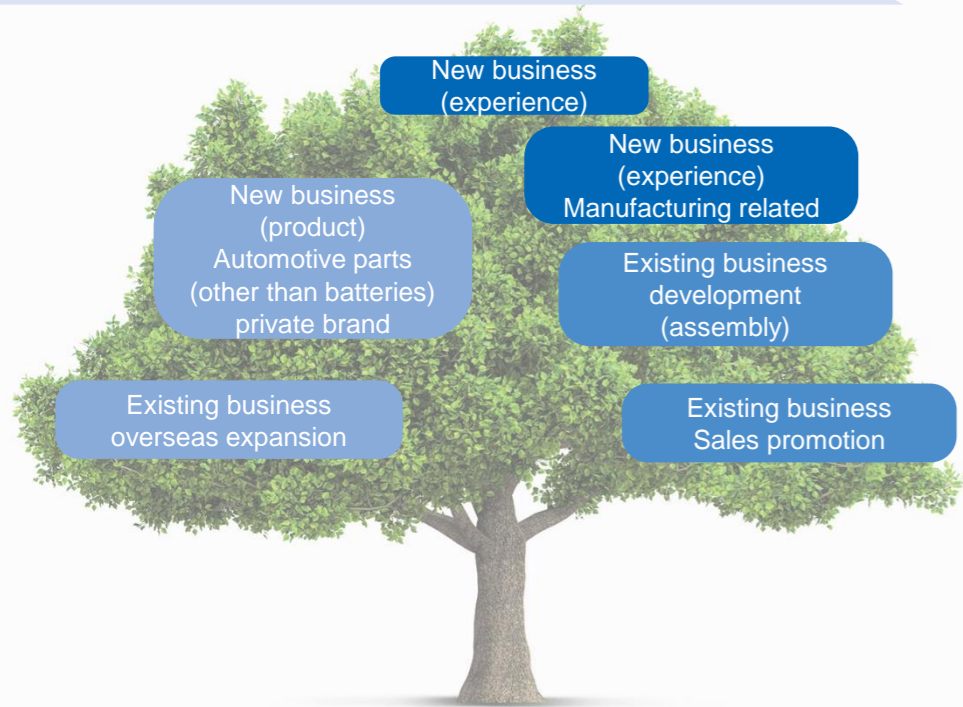 New business
(experience)
New business
(experience)
Manufacturing related
New business
(product)
Automotive parts
(other than batteries)
private brand
Existing business
development
(assembly)
Existing business
overseas expansion
Existing business
Sales promotion